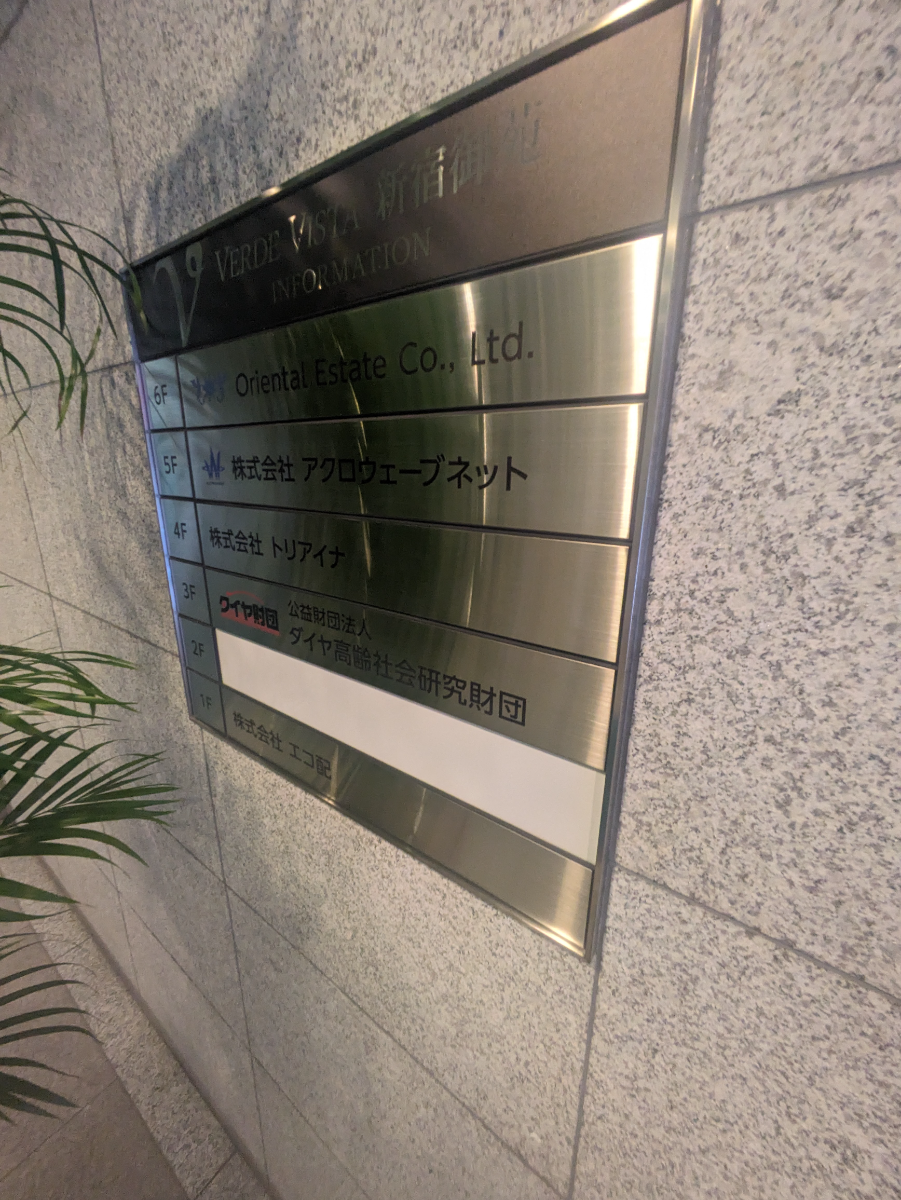 VERDE VISTA 新宿御苑
INFORMATION
6F Oriental Estate Co., Ltd.
5F 株式会社 アクロウェーブネット
4F 株式会社 トリアイナ
3F ダイヤ財団 公益財団法人
ダイヤ高齢社会研究財団
2F
1F 株式会社 エコ配